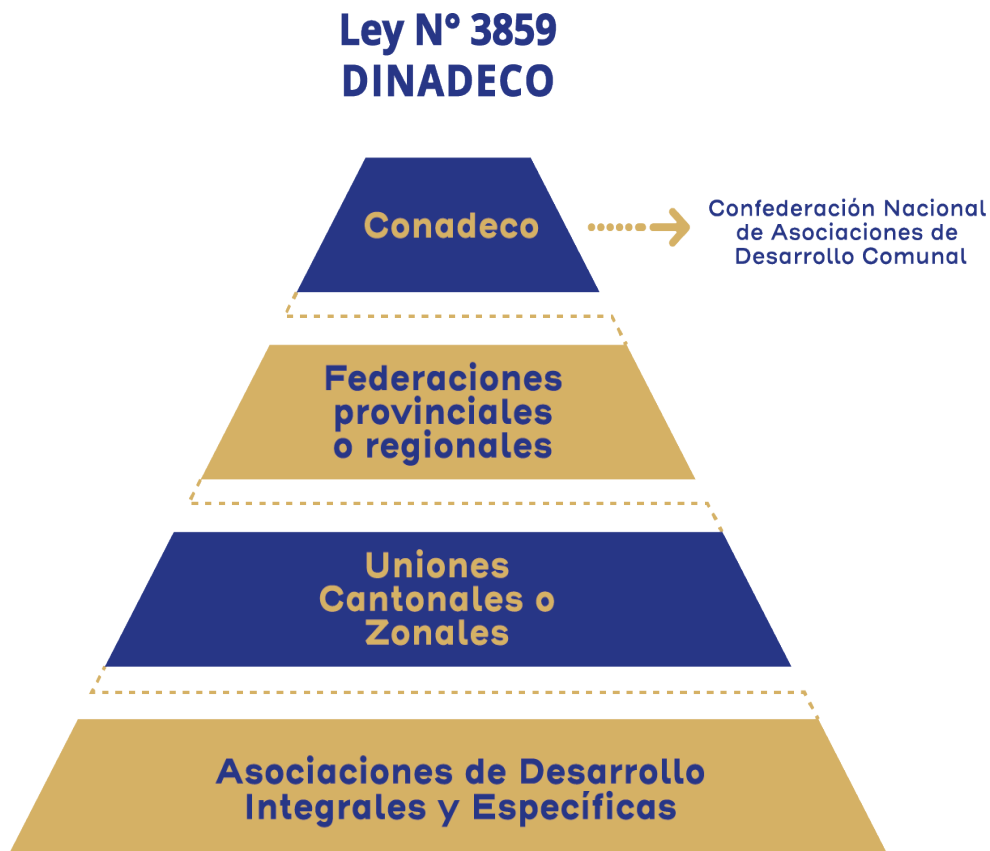 Ley N° 3859
DINADECO
Conadeco
Confederación Nacional
de Asociaciones de
Desarrollo Comunal
Federaciones
provinciales
o regionales
Uniones
Cantonales o
Zonales
Asociaciones de Desarrollo
Integrales y Específicas